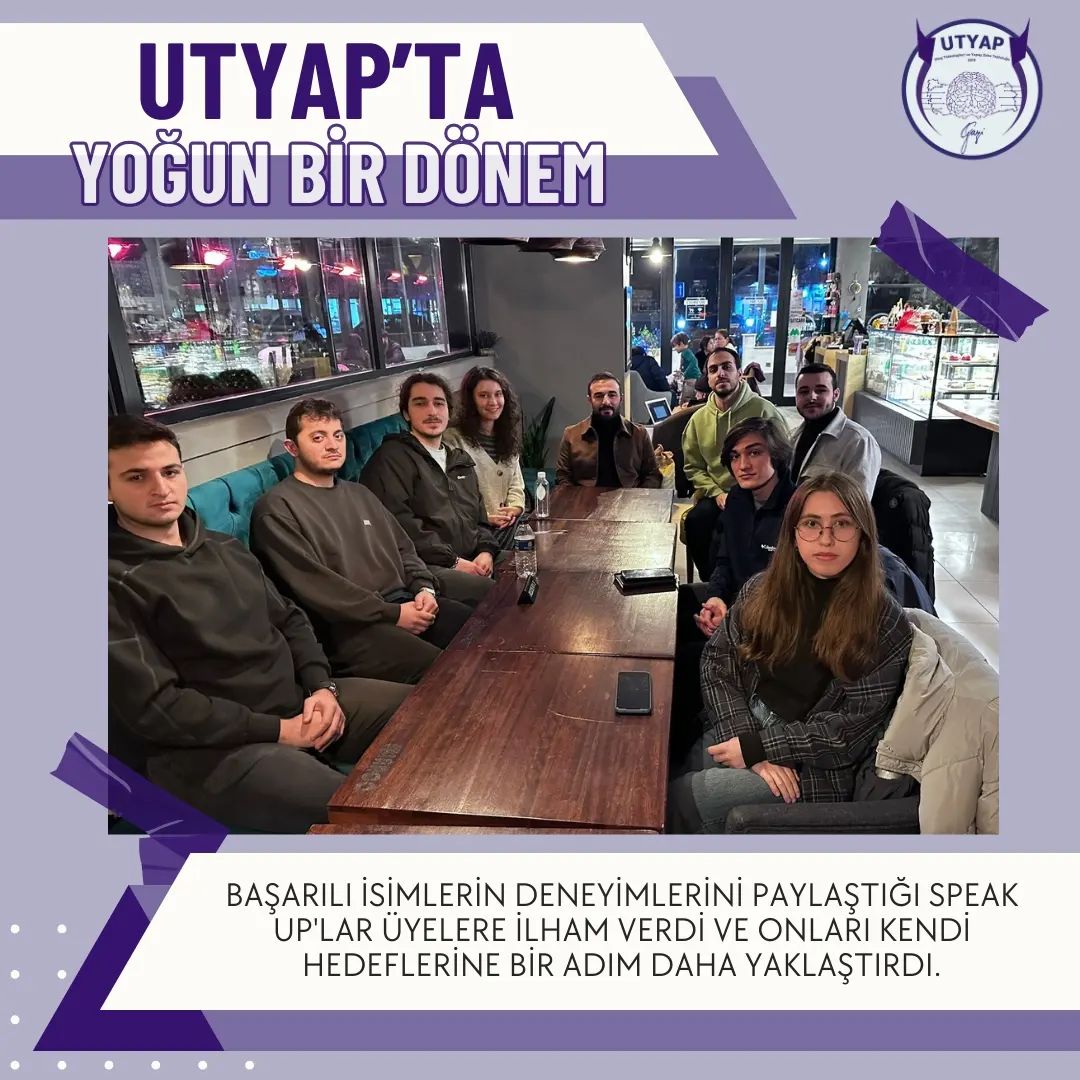 UTYAP'TA
YOĞUN BİR DÖNEM
UTYAP
Gazi
BAŞARILI İSİMLERİN DENEYİMLERİNİ PAYLAŞTIĞI SPEAK
UP'LAR ÜYELERE İLHAM VERDİ VE ONLARI KENDİ
HEDEFLERİNE BİR ADIM DAHA YAKLAŞTIRDI.